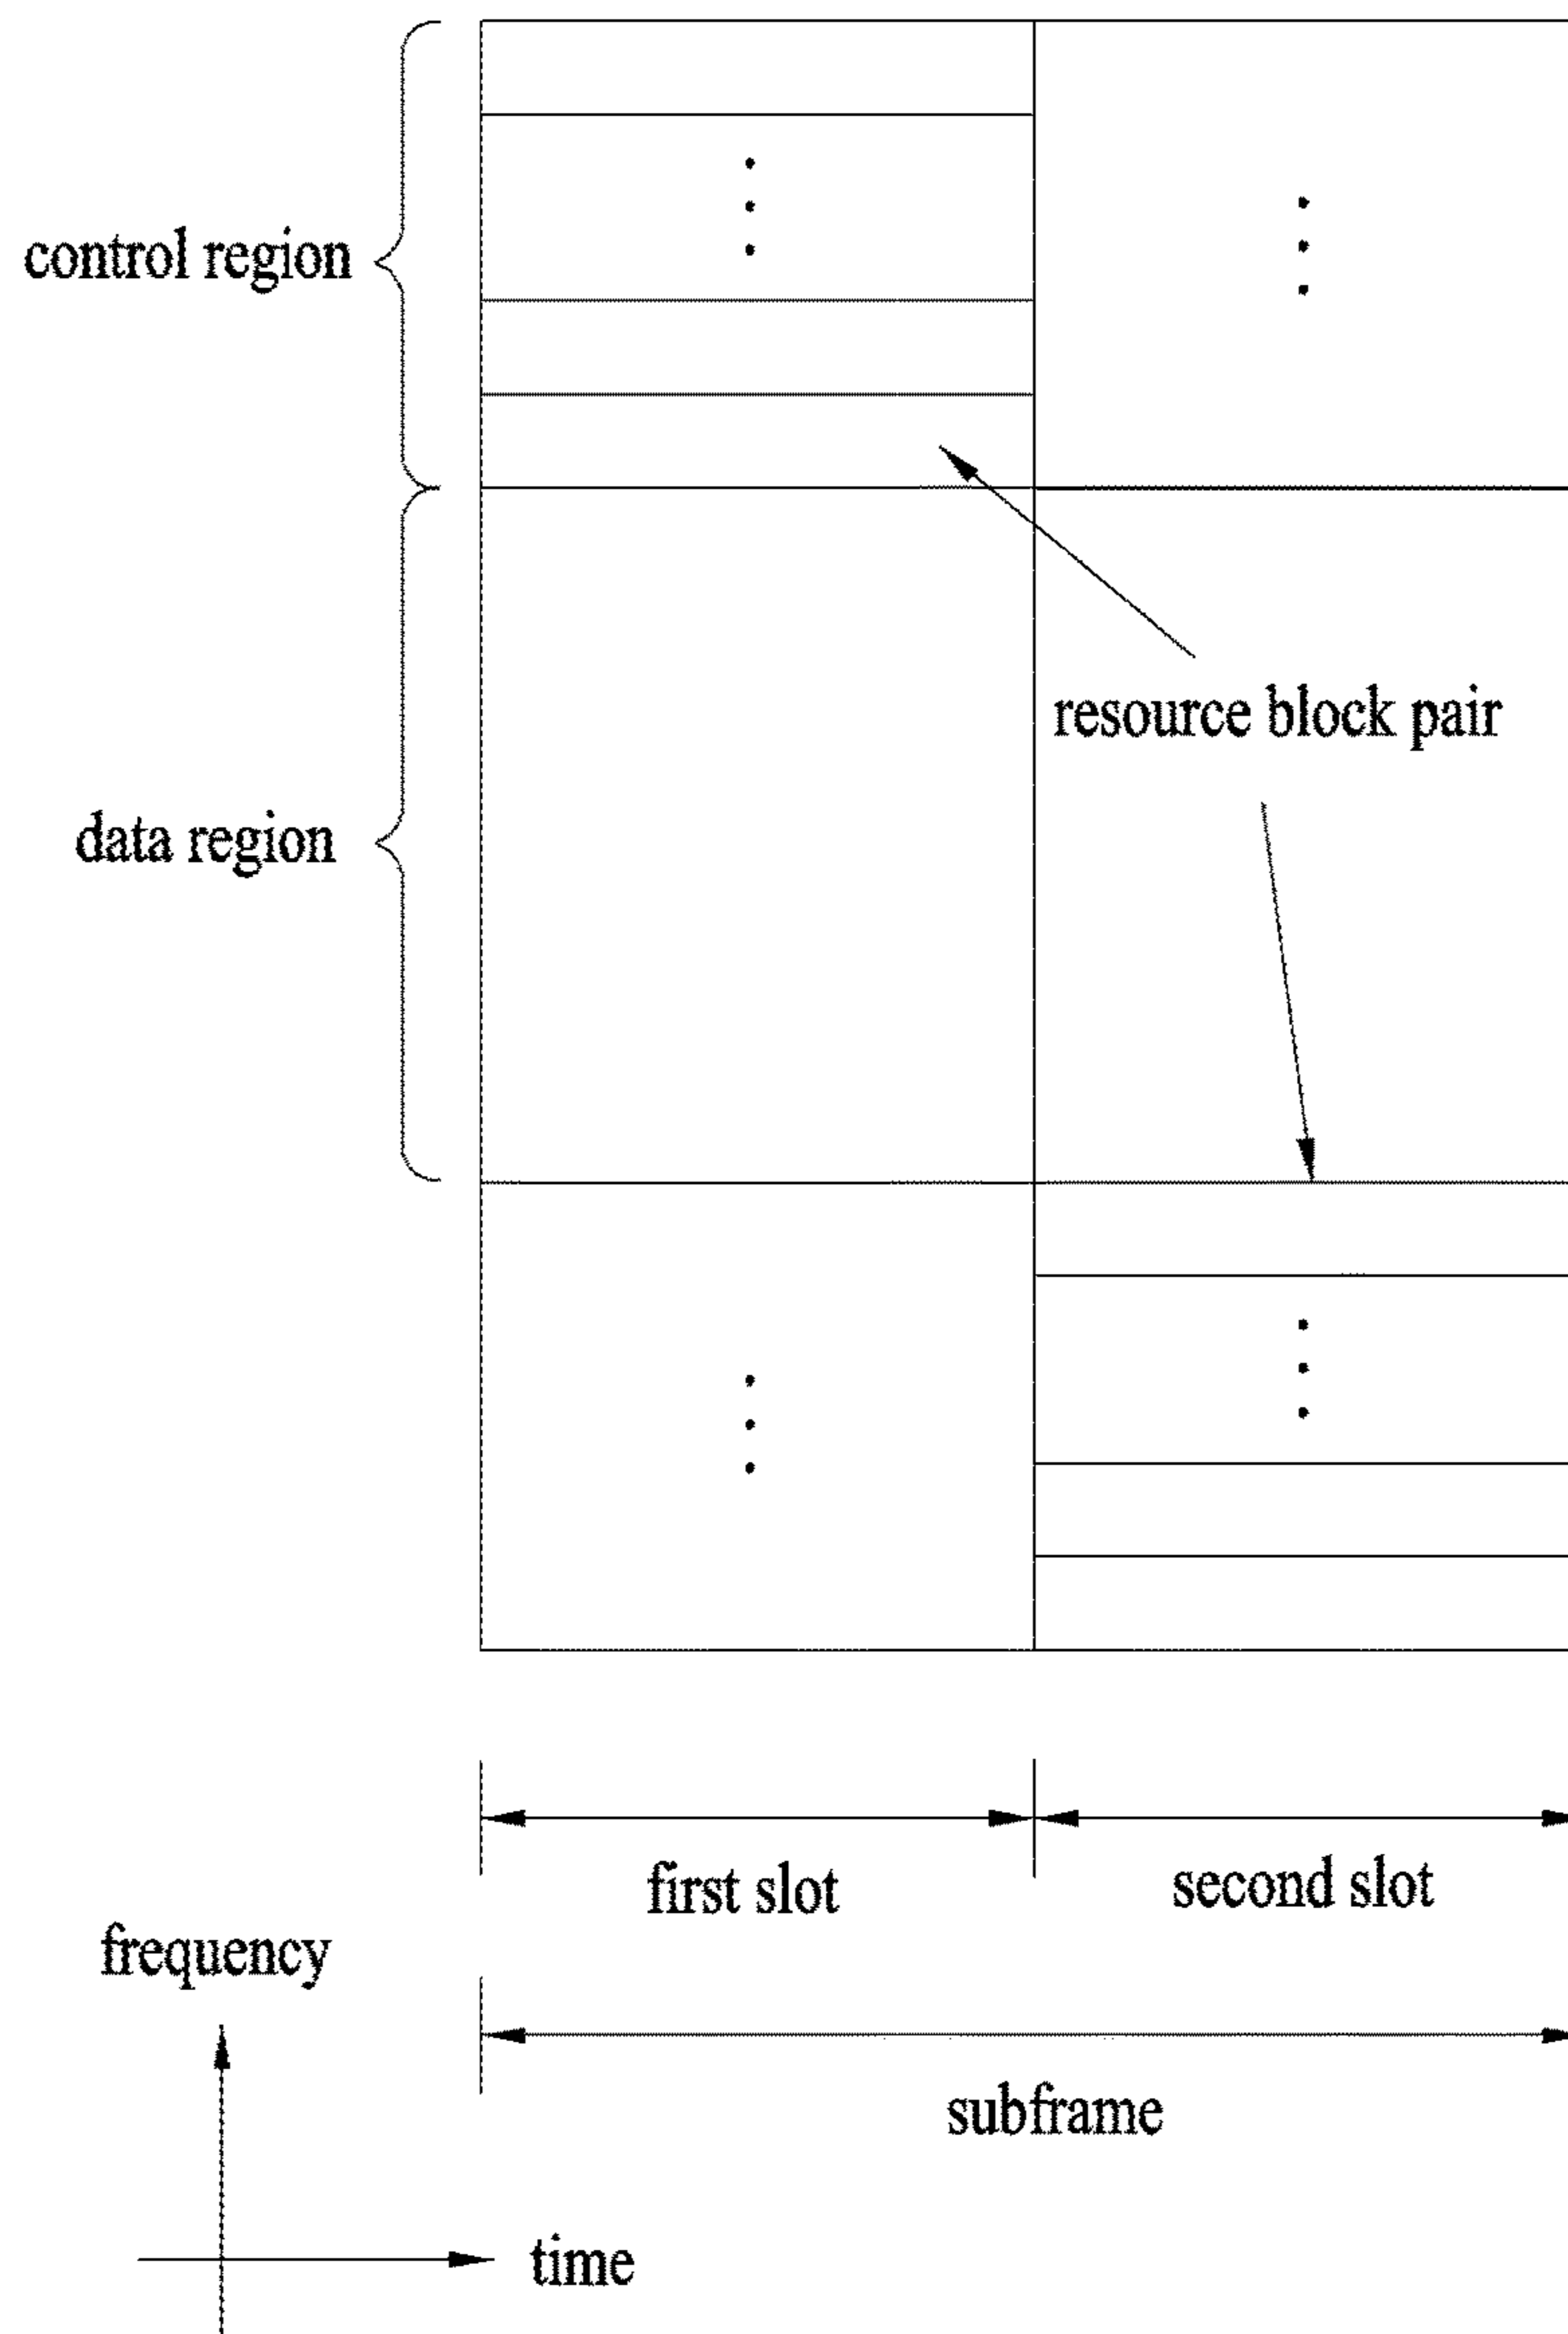 control region
resource block pair
data region
first slot
second slot
frequency
subframe
time